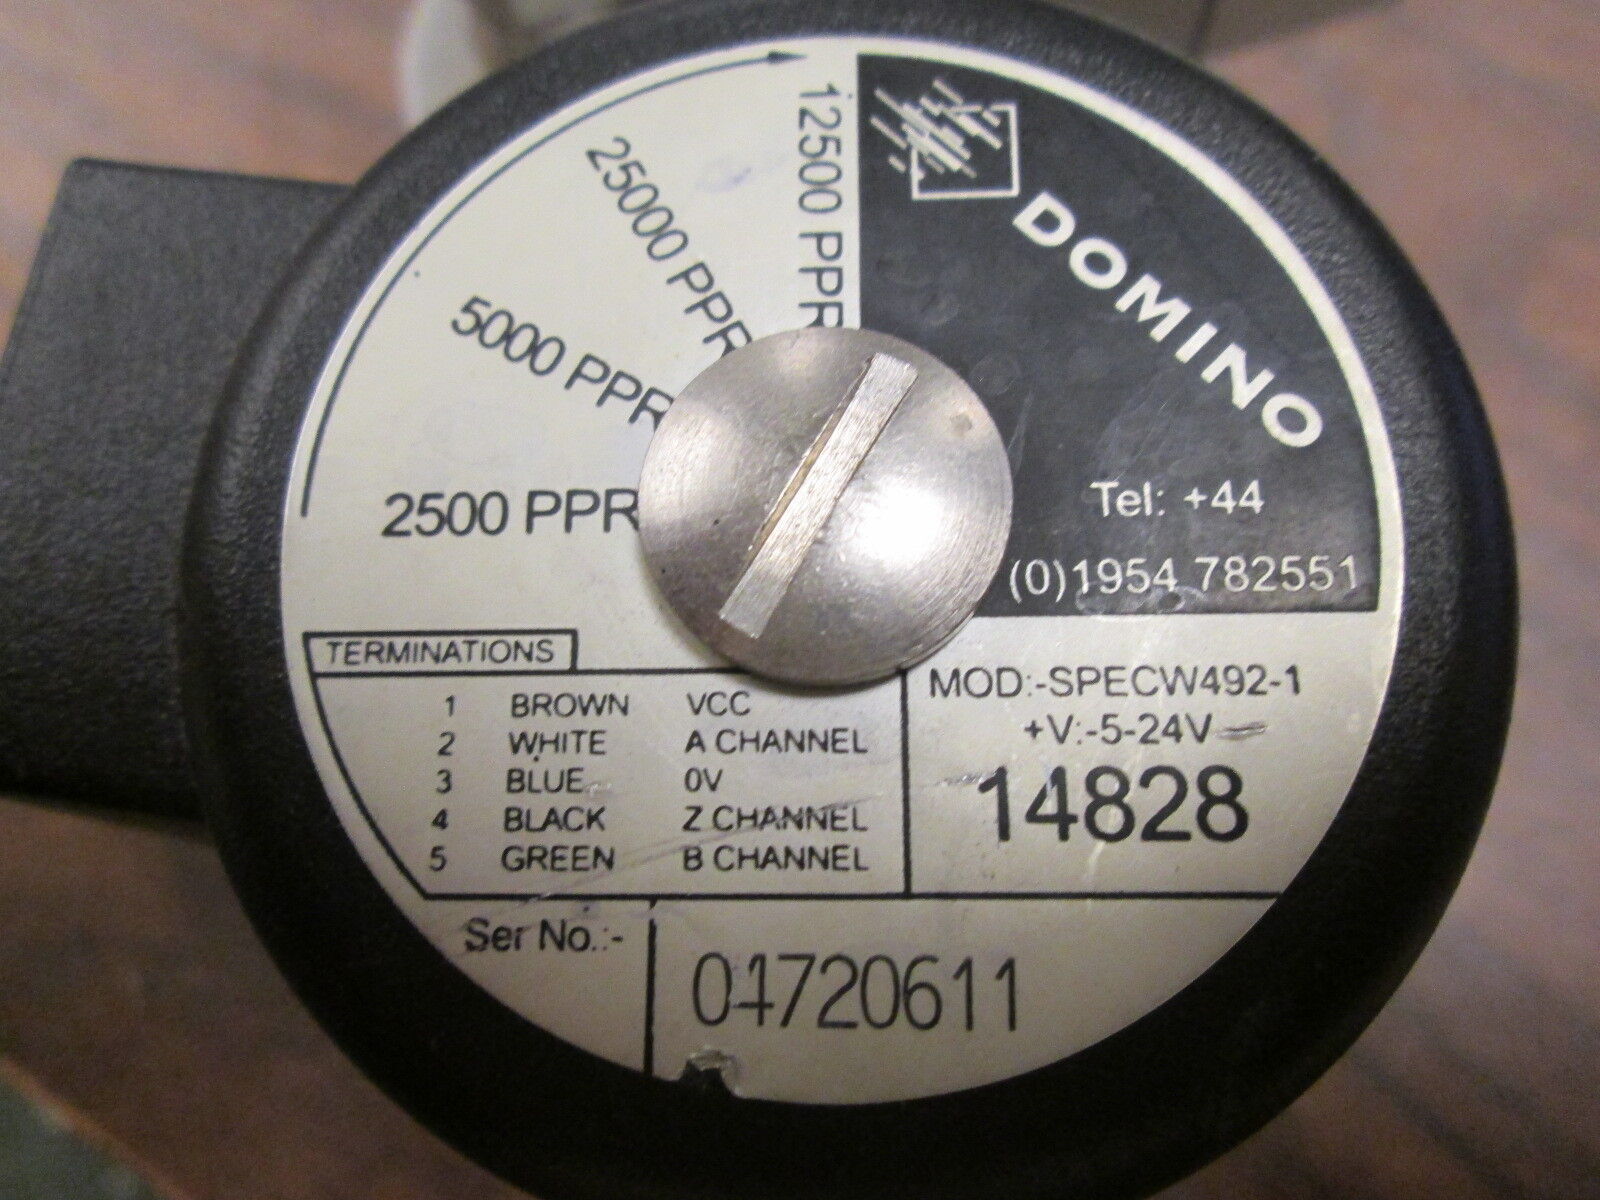 12500 PPR
25000 PPR
5000 PPR
2500 PPR
DOMINO
Tel: +44
(0)1954 782551
TERMINATIONS
1 BROWN VCC
2 WHITE A CHANNEL
3 BLUE 0V
4 BLACK Z CHANNEL
5 GREEN B CHANNEL
MOD:-SPECW492-1
+V:-5-24V
14828
Ser No.:-
04720611